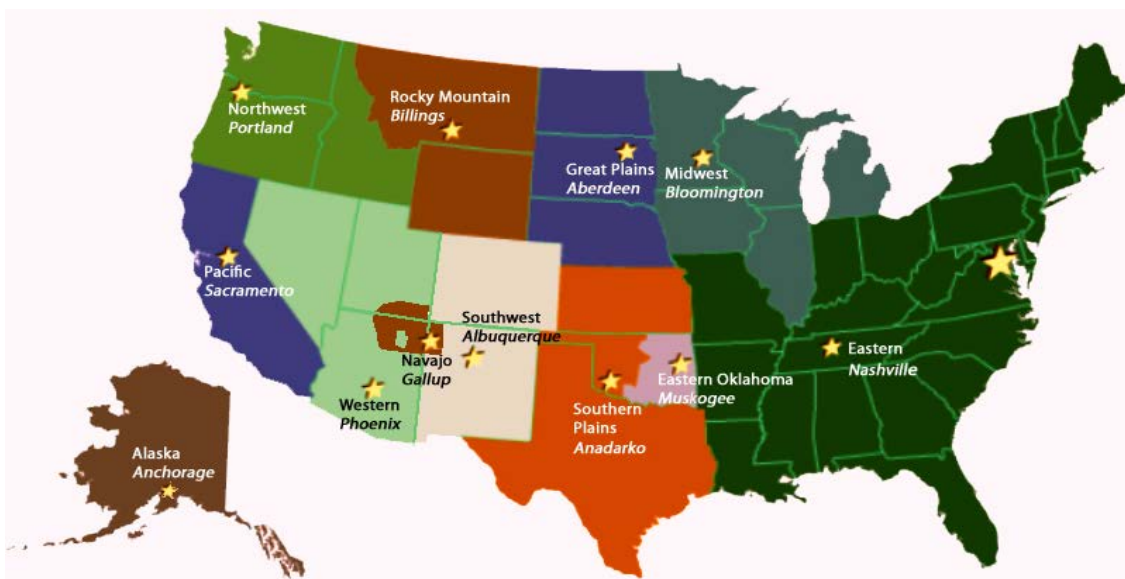 Northwest
Portland
Rocky Mountain
Billings
Great Plains
Aberdeen
Midwest
Bloomington
Pacific
Sacramento
Southwest
Albuquerque
Navajo
Gallup
Western
Phoenix
Eastern Oklahoma
Muskogee
Eastern
Nashville
Southern
Plains
Anadarko
Alaska
Anchorage